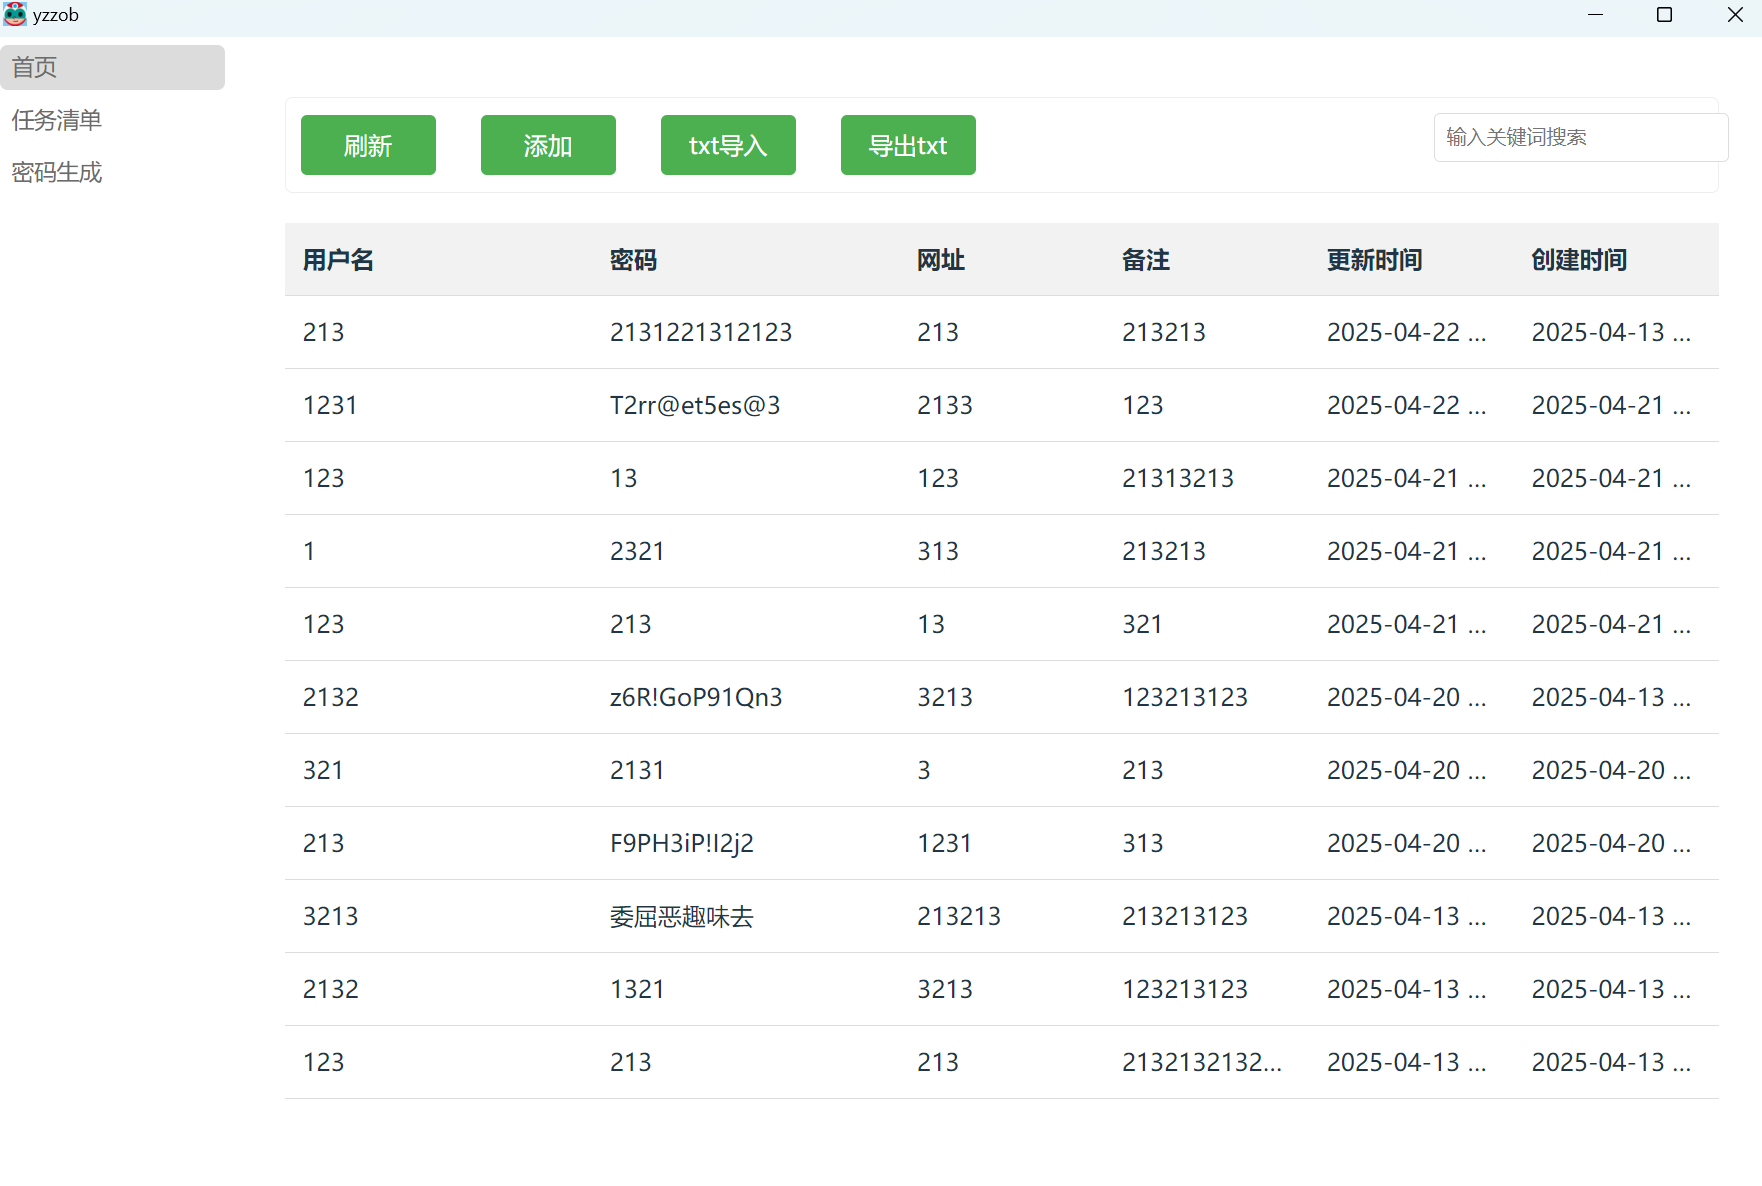 yzzob
首页
任务清单
密码生成
刷新 添加 txt导入 导出txt 输入关键词搜索
用户名 密码 网址 备注 更新时间 创建时间
213 2131221312123 213 213213 2025-04-22 ... 2025-04-13 ...
1231 T2rr@et5es@3 2133 123 2025-04-22 ... 2025-04-21 ...
123 13 123 21313213 2025-04-21 ... 2025-04-21 ...
1 2321 313 213213 2025-04-21 ... 2025-04-21 ...
123 213 13 321 2025-04-21 ... 2025-04-21 ...
2132 z6R!GoP91Qn3 3213 123213123 2025-04-20 ... 2025-04-13 ...
321 2131 3 213 2025-04-20 ... 2025-04-20 ...
213 F9PH3iP!I2j2 1231 313 2025-04-20 ... 2025-04-20 ...
3213 委屈恶趣味去 213213 213213123 2025-04-13 ... 2025-04-13 ...
2132 1321 3213 123213123 2025-04-13 ... 2025-04-13 ...
123 213 213 2132132132... 2025-04-13 ... 2025-04-13 ...